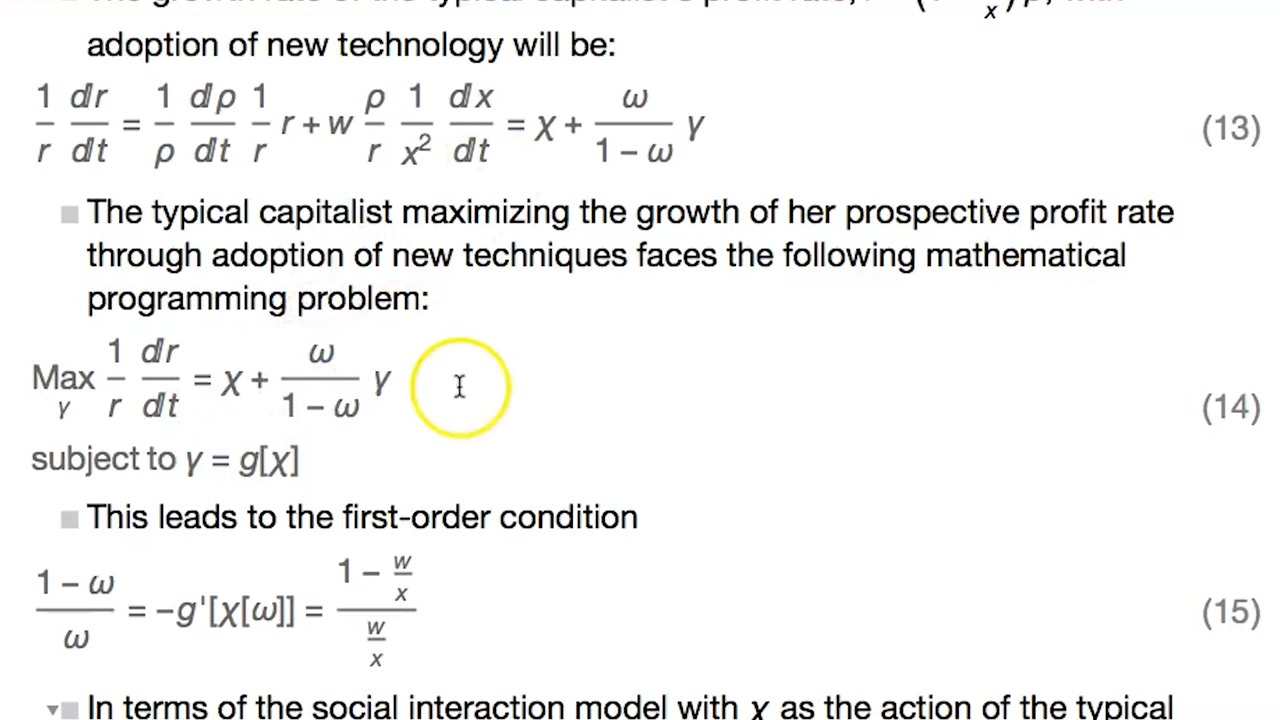 adoption of new technology will be:
1/r dr/dt = 1/ρ dρ/dt 1/r r + w ρ/r 1/x² dx/dt = χ + ω/(1 − ω) γ (13)
The typical capitalist maximizing the growth of her prospective profit rate
through adoption of new techniques faces the following mathematical
programming problem:
Max γ 1/r dr/dt = χ + ω/(1 − ω) γ (14)
subject to γ = g[χ]
This leads to the first-order condition
(1 − ω)/ω = −g'[χ[ω]] = (1 − w/x)/(w/x) (15)
In terms of the social interaction model with χ as the action of the typical